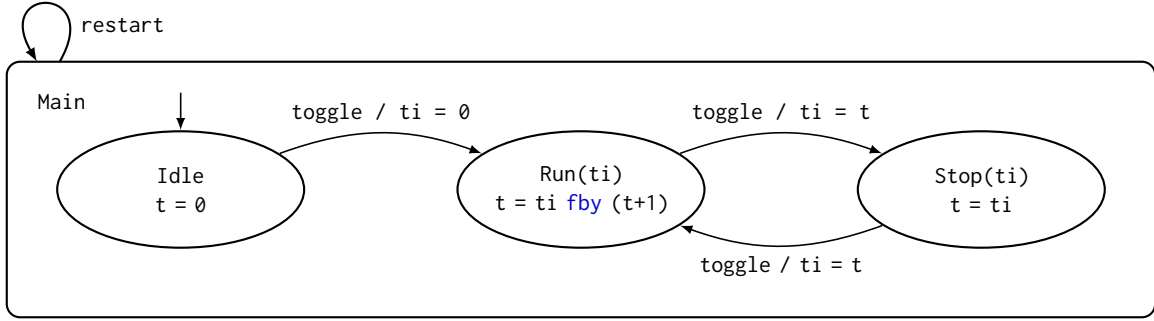 restart
Main
toggle / ti = 0
toggle / ti = t
Idle
t = 0
Run(ti)
t = ti fby (t+1)
Stop(ti)
t = ti
toggle / ti = t